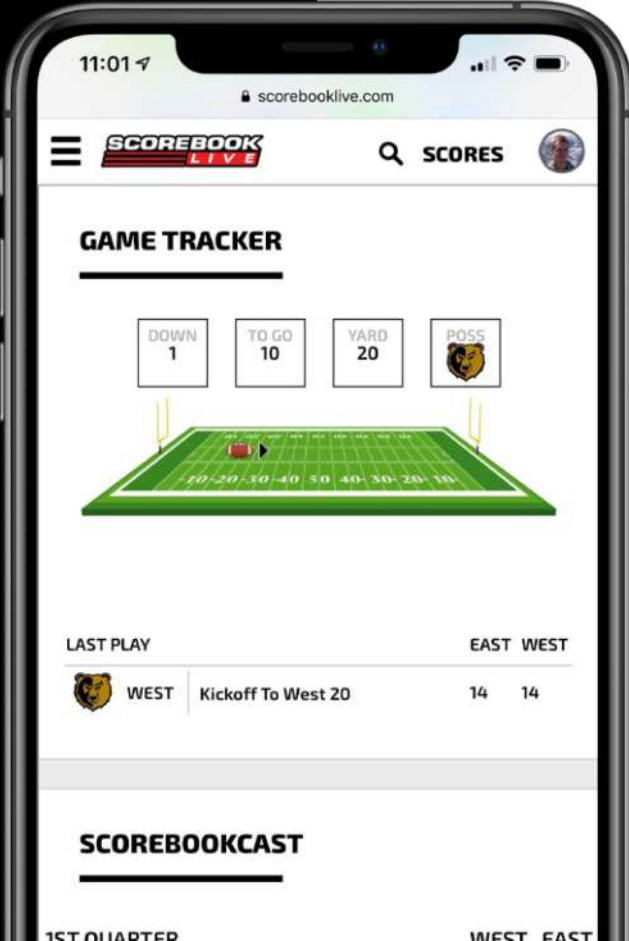 11:01
scorebooklive.com
SCOREBOOK
LIVE
SCORES
GAME TRACKER
DOWN
1
TO GO
10
YARD
20
POSS
10 20 30 40 50 40 30 20 10
LAST PLAY EAST WEST
WEST Kickoff To West 20 14 14
SCOREBOOKCAST
1ST QUARTER WEST EAST